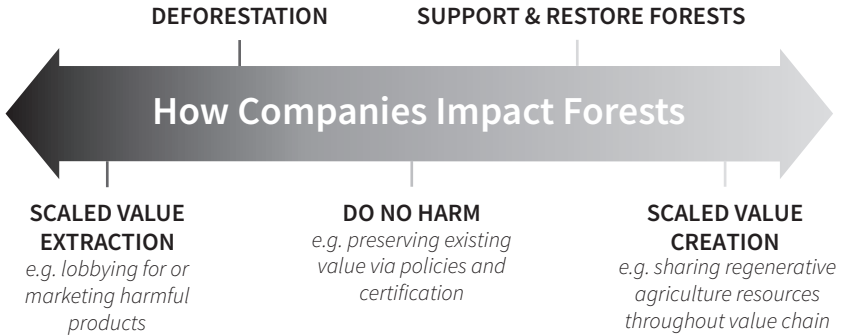 DEFORESTATION
SUPPORT & RESTORE FORESTS
How Companies Impact Forests
SCALED VALUE
EXTRACTION
e.g. lobbying for or
marketing harmful
products
DO NO HARM
e.g. preserving existing
value via policies and
certification
SCALED VALUE
CREATION
e.g. sharing regenerative
agriculture resources
throughout value chain